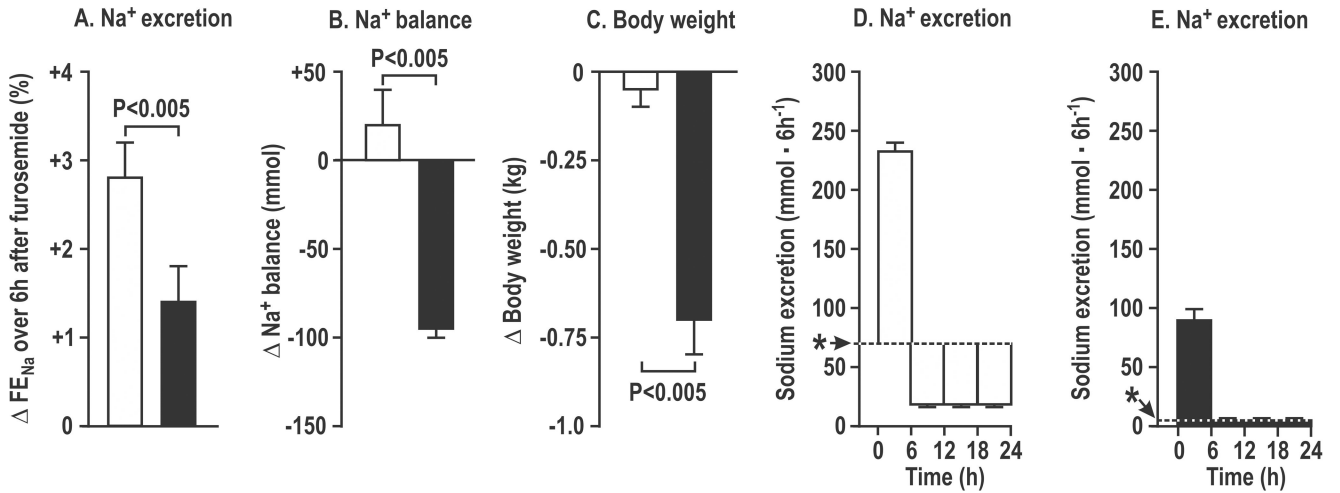 A. Na⁺ excretion
Δ FE_Na over 6h after furosemide (%)
+4
+3
+2
+1
0
P<0.005
B. Na⁺ balance
Δ Na⁺ balance (mmol)
+50
0
-50
-100
-150
P<0.005
C. Body weight
Δ Body weight (kg)
0
-0.25
-0.50
-0.75
-1.0
P<0.005
D. Na⁺ excretion
Sodium excretion (mmol · 6h⁻¹)
300
250
200
150
100
50
0
*
0 6 12 18 24
Time (h)
E. Na⁺ excretion
Sodium excretion (mmol · 6h⁻¹)
300
250
200
150
100
50
0
*
0 6 12 18 24
Time (h)